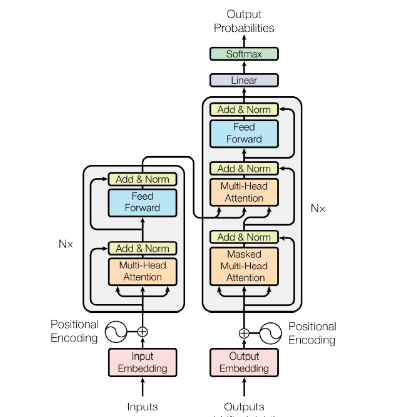 Output
Probabilities
Softmax
Linear
Add & Norm
Feed
Forward
Add & Norm
Multi-Head
Attention
Add & Norm
Masked
Multi-Head
Attention
N×
Add & Norm
Feed
Forward
Add & Norm
Multi-Head
Attention
N×
Positional
Encoding
Positional
Encoding
Input
Embedding
Output
Embedding
Inputs
Outputs